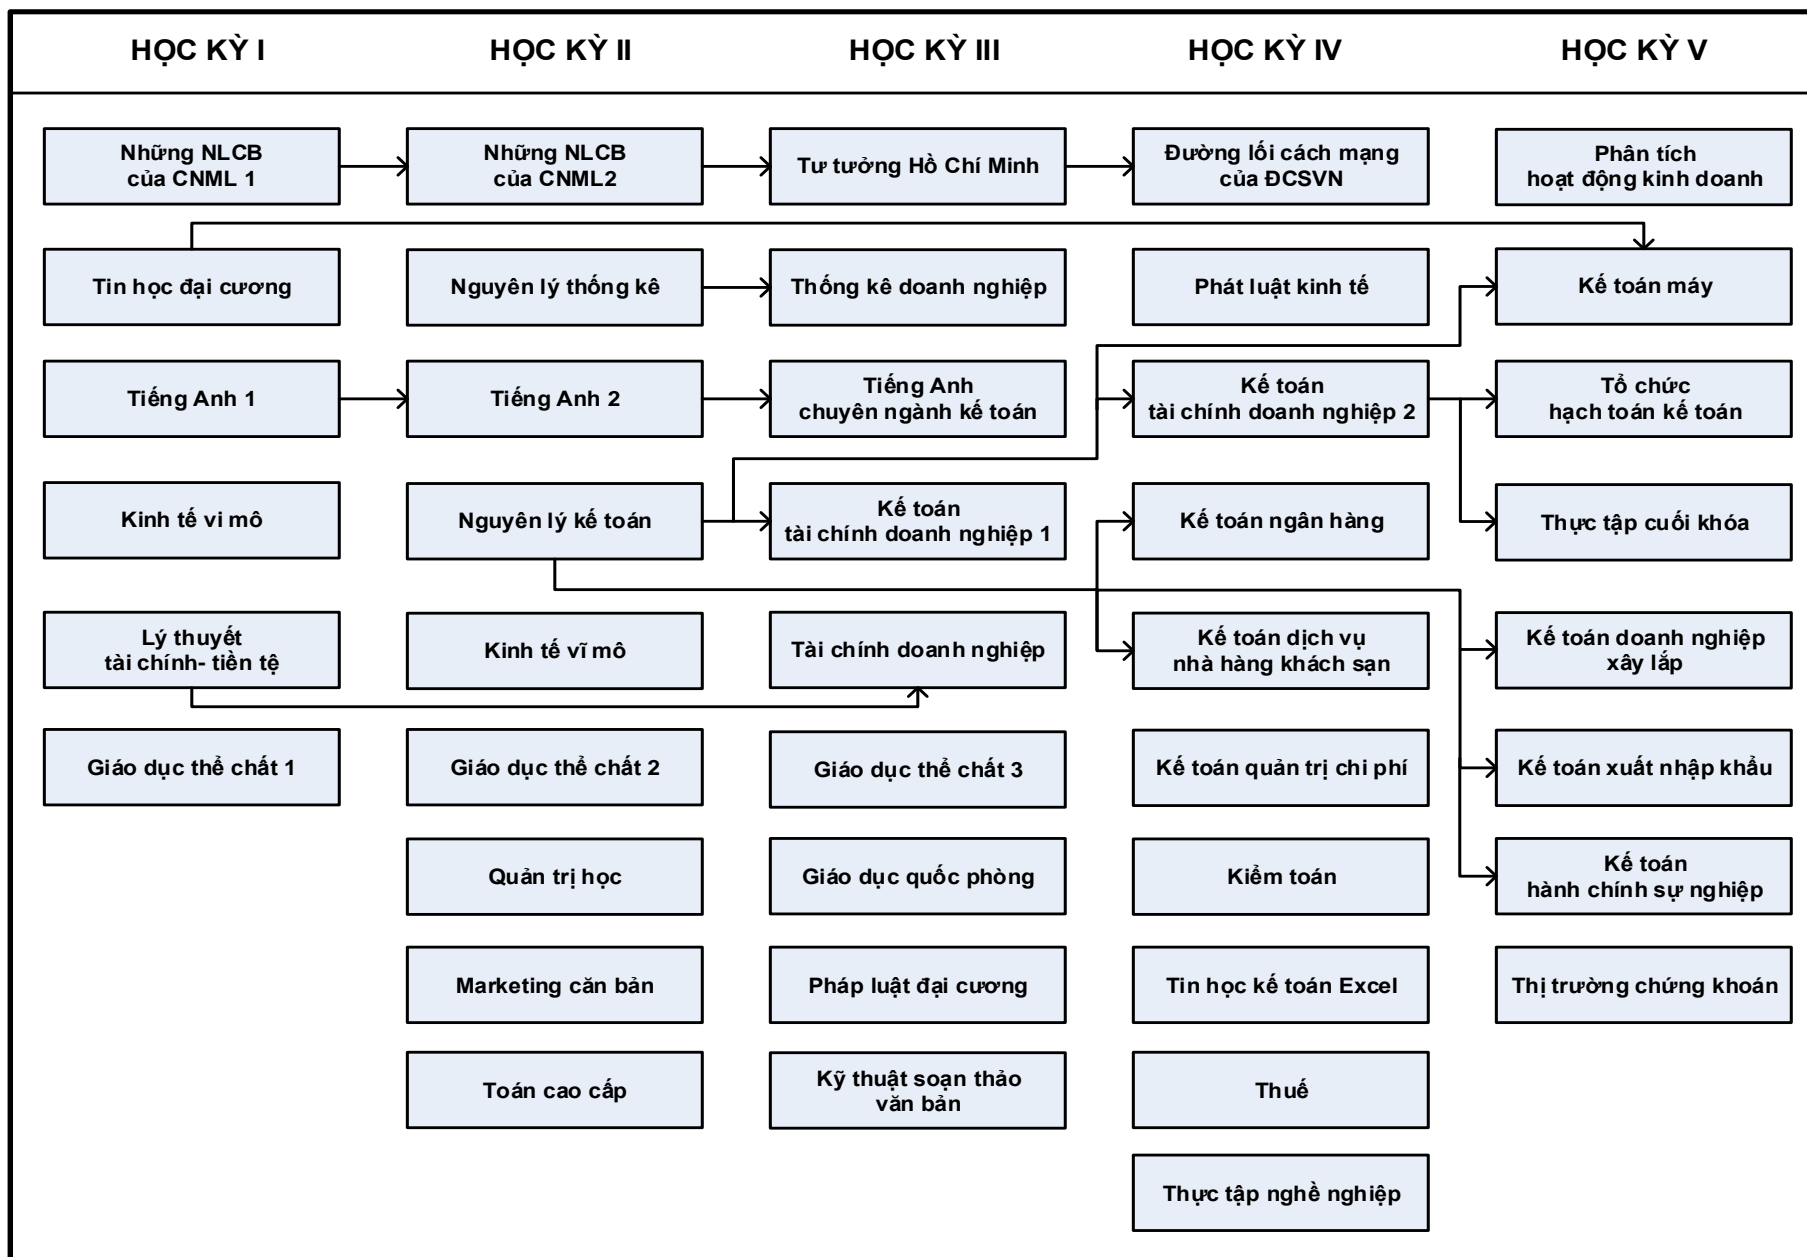 HỌC KỲ I
HỌC KỲ II
HỌC KỲ III
HỌC KỲ IV
HỌC KỲ V
Những NLCB
của CNML 1
Những NLCB
của CNML2
Tư tưởng Hồ Chí Minh
Đường lối cách mạng
của ĐCSVN
Phân tích
hoạt động kinh doanh
Tin học đại cương
Nguyên lý thống kê
Thống kê doanh nghiệp
Phát luật kinh tế
Kế toán máy
Tiếng Anh 1
Tiếng Anh 2
Tiếng Anh
chuyên ngành kế toán
Kế toán
tài chính doanh nghiệp 2
Tổ chức
hạch toán kế toán
Kinh tế vi mô
Nguyên lý kế toán
Kế toán
tài chính doanh nghiệp 1
Kế toán ngân hàng
Thực tập cuối khóa
Lý thuyết
tài chính- tiền tệ
Kinh tế vĩ mô
Tài chính doanh nghiệp
Kế toán dịch vụ
nhà hàng khách sạn
Kế toán doanh nghiệp
xây lắp
Giáo dục thể chất 1
Giáo dục thể chất 2
Giáo dục thể chất 3
Kế toán quản trị chi phí
Kế toán xuất nhập khẩu
Quản trị học
Giáo dục quốc phòng
Kiểm toán
Kế toán
hành chính sự nghiệp
Marketing căn bản
Pháp luật đại cương
Tin học kế toán Excel
Thị trường chứng khoán
Toán cao cấp
Kỹ thuật soạn thảo
văn bản
Thuế
Thực tập nghề nghiệp